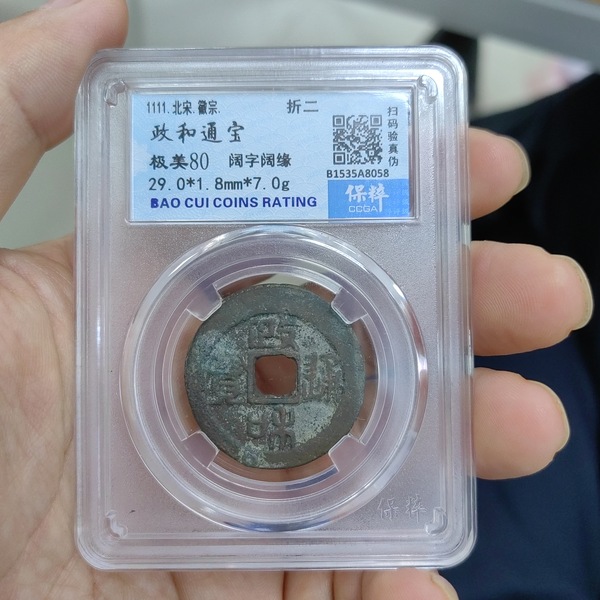 1111.北宋.徽宗.
折二
政和通宝
极美80 阔字阔缘
29.0*1.8mm*7.0g
BAO CUI COINS RATING
扫码验真伪
B1535A8058
保粹
CCGA
政和通寶
保粹